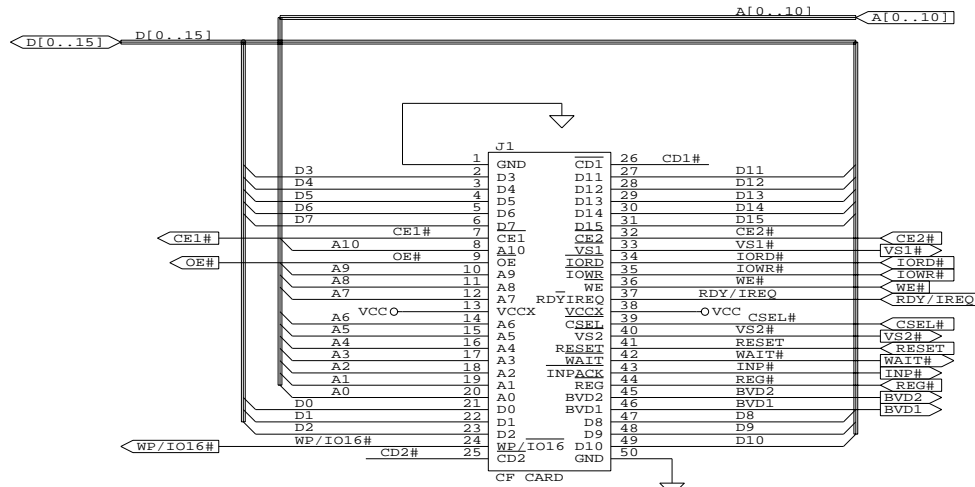 A[0..10] A[0..10]
D[0..15] D[0..15]
J1
1 GND CD1 26 CD1#
D3 2 D3 D11 27 D11
D4 3 D4 D12 28 D12
D5 4 D5 D13 29 D13
D6 5 D6 D14 30 D14
D7 6 D7 D15 31 D15
CE1# CE1# 7 CE1 CE2 32 CE2# CE2#
A10 8 A10 VS1 33 VS1# VS1#
OE# OE# 9 OE IORD 34 IORD# IORD#
A9 10 A9 IOWR 35 IOWR# IOWR#
A8 11 A8 WE 36 WE# WE#
A7 12 A7 RDYIREQ 37 RDY/IREQ RDY/IREQ
VCC 13 VCCX VCCX 38 VCC
A6 14 A6 CSEL 39 CSEL# CSEL#
A5 15 A5 VS2 40 VS2# VS2#
A4 16 A4 RESET 41 RESET RESET
A3 17 A3 WAIT 42 WAIT# WAIT#
A2 18 A2 INPACK 43 INP# INP#
A1 19 A1 REG 44 REG# REG#
A0 20 A0 BVD2 45 BVD2 BVD2
D0 21 D0 BVD1 46 BVD1 BVD1
D1 22 D1 D8 47 D8
D2 23 D2 D9 48 D9
WP/IO16# WP/IO16# 24 WP/IO16 D10 49 D10
CD2# 25 CD2 GND 50
CF CARD